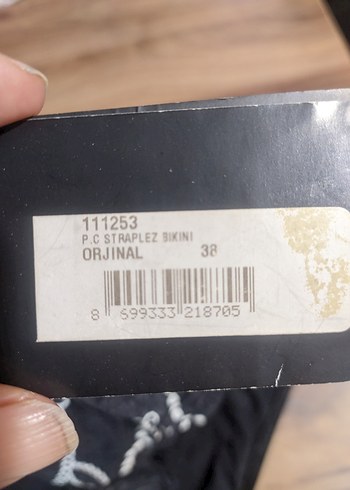 111253
P.C STRAPLEZ BIKINI
ORJINAL 38
8 699333 218705